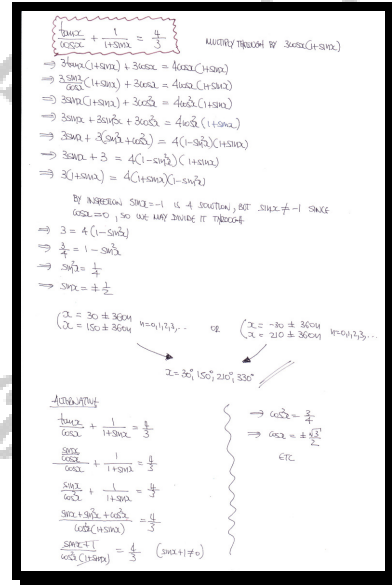 tanx/cosx + 1/(1+sinx) = 4/3 MULTIPLY THROUGH BY 3cosx(1+sinx)
⇒ 3tanx(1+sinx) + 3cosx = 4cosx(1+sinx)
⇒ 3 sinx/cosx (1+sinx) + 3cosx = 4cosx(1+sinx)
⇒ 3sinx(1+sinx) + 3cos²x = 4cos²x(1+sinx)
⇒ 3sinx + 3sin²x + 3cos²x = 4cos²x(1+sinx)
⇒ 3sinx + 3(sin²x+cos²x) = 4(1-sin²x)(1+sinx)
⇒ 3sinx + 3 = 4(1-sin²x)(1+sinx)
⇒ 3(1+sinx) = 4(1+sinx)(1-sin²x)
BY INSPECTION sinx=-1 IS A SOLUTION, BUT sinx≠-1 SINCE
cosx=0, SO WE MAY DIVIDE IT THROUGH
⇒ 3 = 4(1-sin²x)
⇒ 3/4 = 1-sin²x
⇒ sin²x = 1/4
⇒ sinx = ±1/2
(x = 30 ± 360n
x = 150 ± 360n n=0,1,2,3,... OR (x = -30 ± 360n
x = 210 ± 360n n=0,1,2,3,...
x = 30°, 150°, 210°, 330°
ALTERNATIVE
tanx/cosx + 1/(1+sinx) = 4/3
(sinx/cosx)/cosx + 1/(1+sinx) = 4/3
sinx/cos²x + 1/(1+sinx) = 4/3
(sinx+sin²x+cos²x)/(cos²x(1+sinx)) = 4/3
(sinx+1)/(cos²x(1+sinx)) = 4/3 (sinx+1≠0)
⇒ cos²x = 3/4
⇒ cosx = ±√3/2
ETC